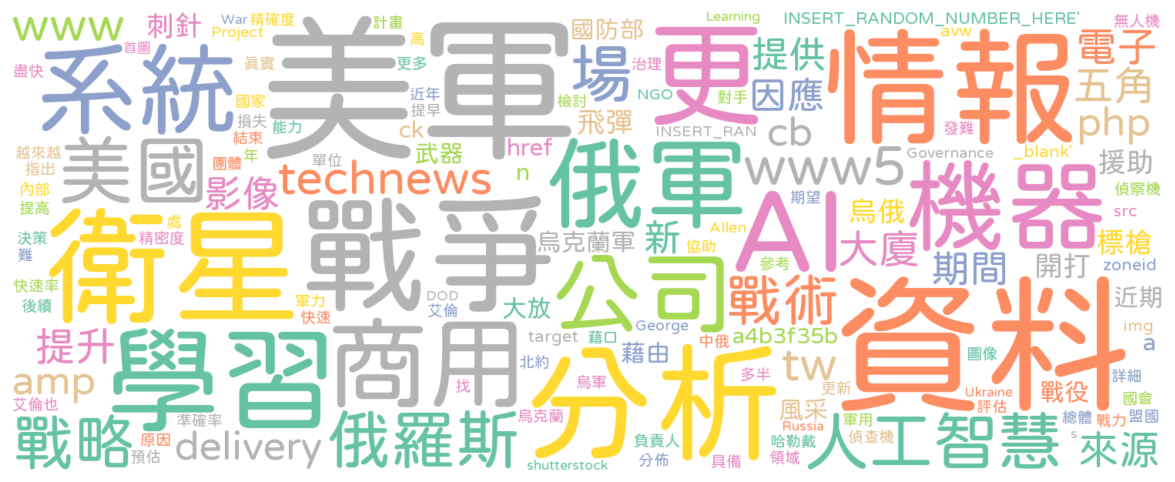 www
刺針
War
精確度
計畫
Learning
INSERT_RANDOM_NUMBER_HERE'
Project
高
國防部
avw
無人機
首圖
美軍
更
情報
電子
系統
眞實
更多
場
治理
提供
盡快
國家
近年
檢討
NGO
對手
因應
五角
損失
提早
飛彈
能力
ck
INSERT_RAN
cb
php
結束
武器
發難
越來越
指出
美國
年
團體
單位
href
俄軍
www5
Governance
_blank'
援助
technews
n
AI
機器
內部
影像
期望
偵察機
提高
衛星
戰爭
烏俄
src
處
烏克蘭軍
新
Allen
大廈
標槍
決策
精密度
協助
難
公司
參考
期間
開打
zoneid
快速率
戰術
資料
後續
軍力
DOD
大放
近期
快速
艾倫
George
提升
學習
商用
target
藉口
中俄
a4b3f35b
img
a
藉由
圖像
北約
分析
tw
詳細
amp
找
烏軍
多半
更新
Ukraine
戰役
國會
艾倫也
準確率
烏克蘭
風采
評估
總體
盟國
戰略
原因
delivery
俄羅斯
Russia
軍用
人工智慧
戰力
預估
負責人
哈勒戴
偵查機
s
來源
shutterstock
分佈
具備
領域